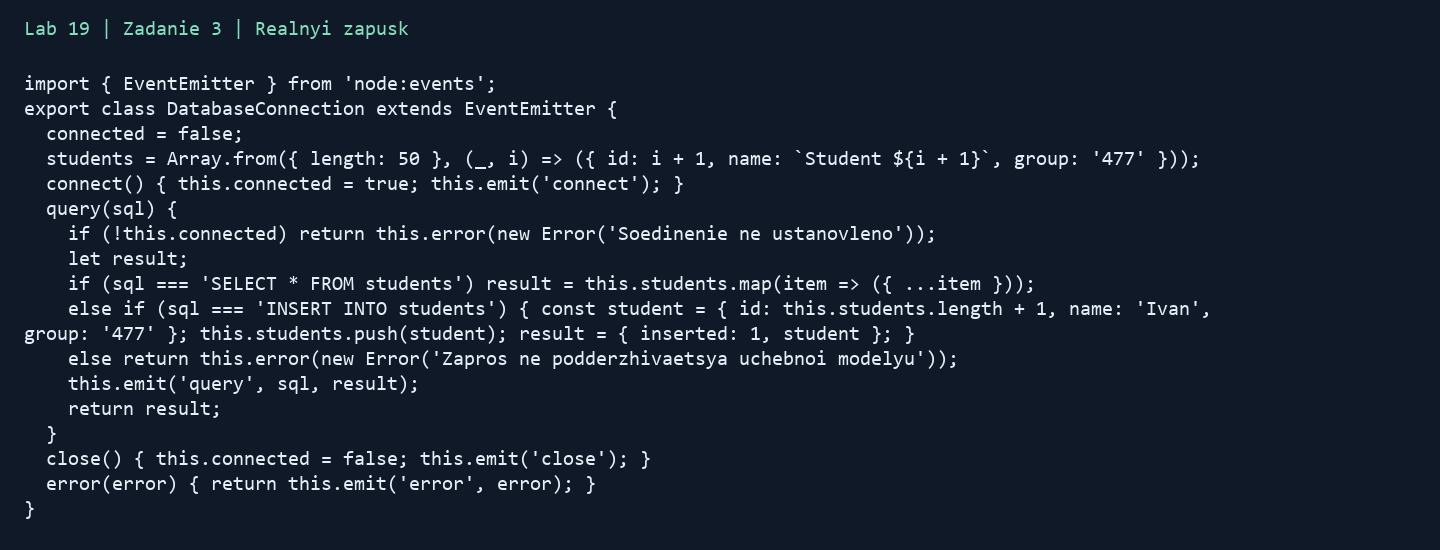 Lab 19 | Zadanie 3 | Realnyi zapusk
import { EventEmitter } from 'node:events';
export class DatabaseConnection extends EventEmitter {
  connected = false;
  students = Array.from({ length: 50 }, (_, i) => ({ id: i + 1, name: `Student ${i + 1}`, group: '477' }));
  connect() { this.connected = true; this.emit('connect'); }
  query(sql) {
    if (!this.connected) return this.error(new Error('Soedinenie ne ustanovleno'));
    let result;
    if (sql === 'SELECT * FROM students') result = this.students.map(item => ({ ...item }));
    else if (sql === 'INSERT INTO students') { const student = { id: this.students.length + 1, name: 'Ivan',
group: '477' }; this.students.push(student); result = { inserted: 1, student }; }
    else return this.error(new Error('Zapros ne podderzhivaetsya uchebnoi modelyu'));
    this.emit('query', sql, result);
    return result;
  }
  close() { this.connected = false; this.emit('close'); }
  error(error) { return this.emit('error', error); }
}